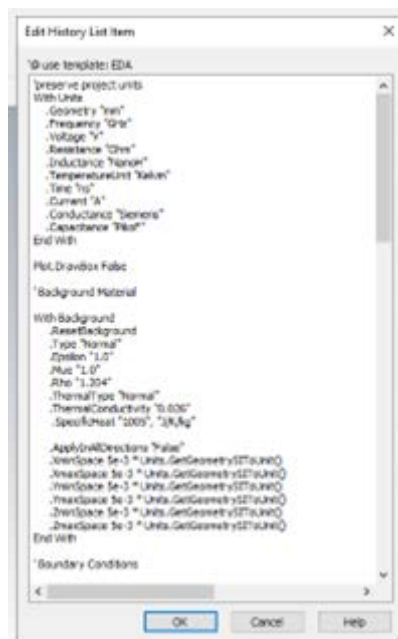 Edit History List Item
'@ use template: EDA
'preserve project units
With Units
.Geometry "mm"
.Frequency "GHz"
.Voltage "V"
.Resistance "Ohm"
.Inductance "NanoH"
.TemperatureUnit "Kelvin"
.Time "ns"
.Current "A"
.Conductance "Siemens"
.Capacitance "PikoF"
End With
Plot.DrawBox False
'Background Material
With Background
.ResetBackground
.Type "Normal"
.Epsilon "1.0"
.Mue "1.0"
.Rho "1.204"
.ThermalType "Normal"
.ThermalConductivity "0.026"
.SpecificHeat "1005", "J/K/kg"
.ApplyInAllDirections "False"
.XminSpace 5e-3 * Units.GetGeometrySIToUnit()
.XmaxSpace 5e-3 * Units.GetGeometrySIToUnit()
.YminSpace 5e-3 * Units.GetGeometrySIToUnit()
.YmaxSpace 5e-3 * Units.GetGeometrySIToUnit()
.ZminSpace 5e-3 * Units.GetGeometrySIToUnit()
.ZmaxSpace 5e-3 * Units.GetGeometrySIToUnit()
End With
'Boundary Conditions
OK Cancel Help